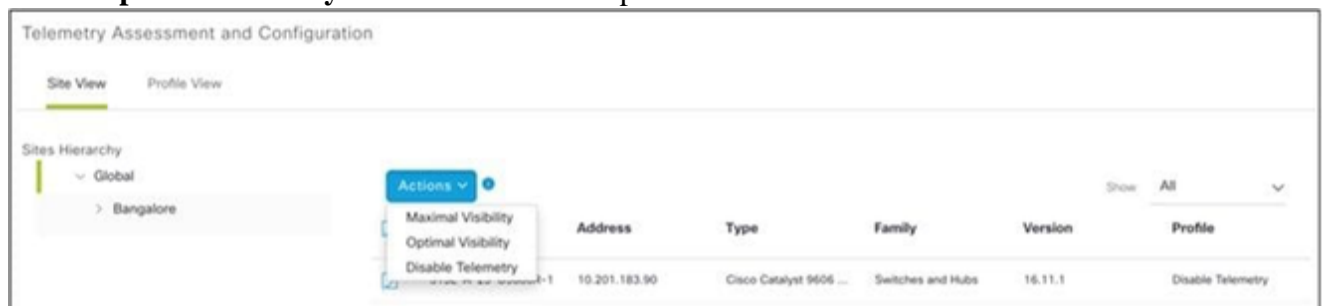 Telemetry Assessment and Configuration
Site View Profile View
Sites Hierarchy
Global
Bangalore
Actions
Show All
Maximal Visibility
Optimal Visibility
Disable Telemetry
Address Type Family Version Profile
10.201.183.90 Cisco Catalyst 9606 ... Switches and Hubs 16.11.1 Disable Telemetry